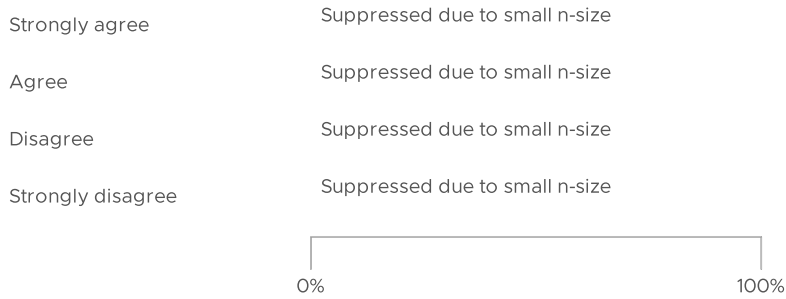 Strongly agree Suppressed due to small n-size
Agree Suppressed due to small n-size
Disagree Suppressed due to small n-size
Strongly disagree Suppressed due to small n-size
0% 100%